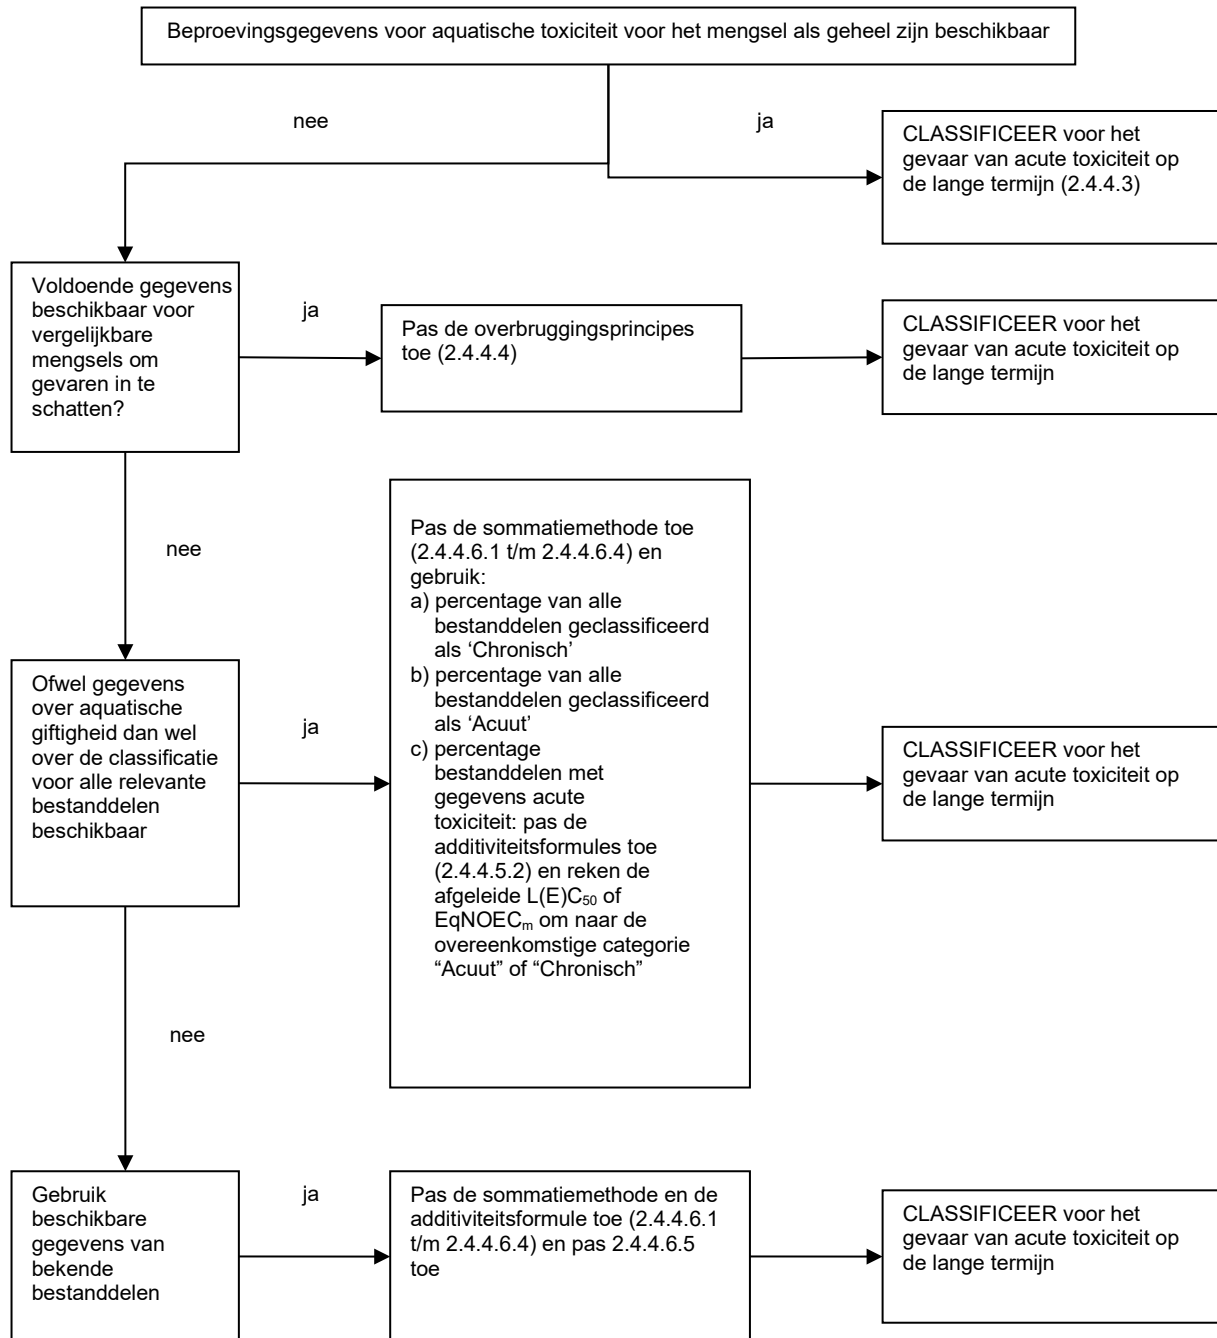 Beproevingsgegevens voor aquatische toxiciteit voor het mengsel als geheel zijn beschikbaar
nee
ja
CLASSIFICEER voor het
gevaar van acute toxiciteit op
de lange termijn (2.4.4.3)
Voldoende gegevens
beschikbaar voor
vergelijkbare
mengsels om
gevaren in te
schatten?
ja
Pas de overbruggingsprincipes
toe (2.4.4.4)
CLASSIFICEER voor het
gevaar van acute toxiciteit op
de lange termijn
nee
Ofwel gegevens
over aquatische
giftigheid dan wel
over de classificatie
voor alle relevante
bestanddelen
beschikbaar
ja
Pas de sommatiemethode toe
(2.4.4.6.1 t/m 2.4.4.6.4) en
gebruik:
a) percentage van alle
bestanddelen geclassificeerd
als ‘Chronisch’
b) percentage van alle
bestanddelen geclassificeerd
als ‘Acuut’
c) percentage
bestanddelen met
gegevens acute
toxiciteit: pas de
additiviteitsformules toe
(2.4.4.5.2) en reken de
afgeleide L(E)C₅₀ of
EqNOECₘ om naar de
overeenkomstige categorie
“Acuut” of “Chronisch”
CLASSIFICEER voor het
gevaar van acute toxiciteit op
de lange termijn
nee
Gebruik
beschikbare
gegevens van
bekende
bestanddelen
ja
Pas de sommatiemethode en de
additiviteitsformule toe (2.4.4.6.1
t/m 2.4.4.6.4) en pas 2.4.4.6.5
toe
CLASSIFICEER voor het
gevaar van acute toxiciteit op
de lange termijn